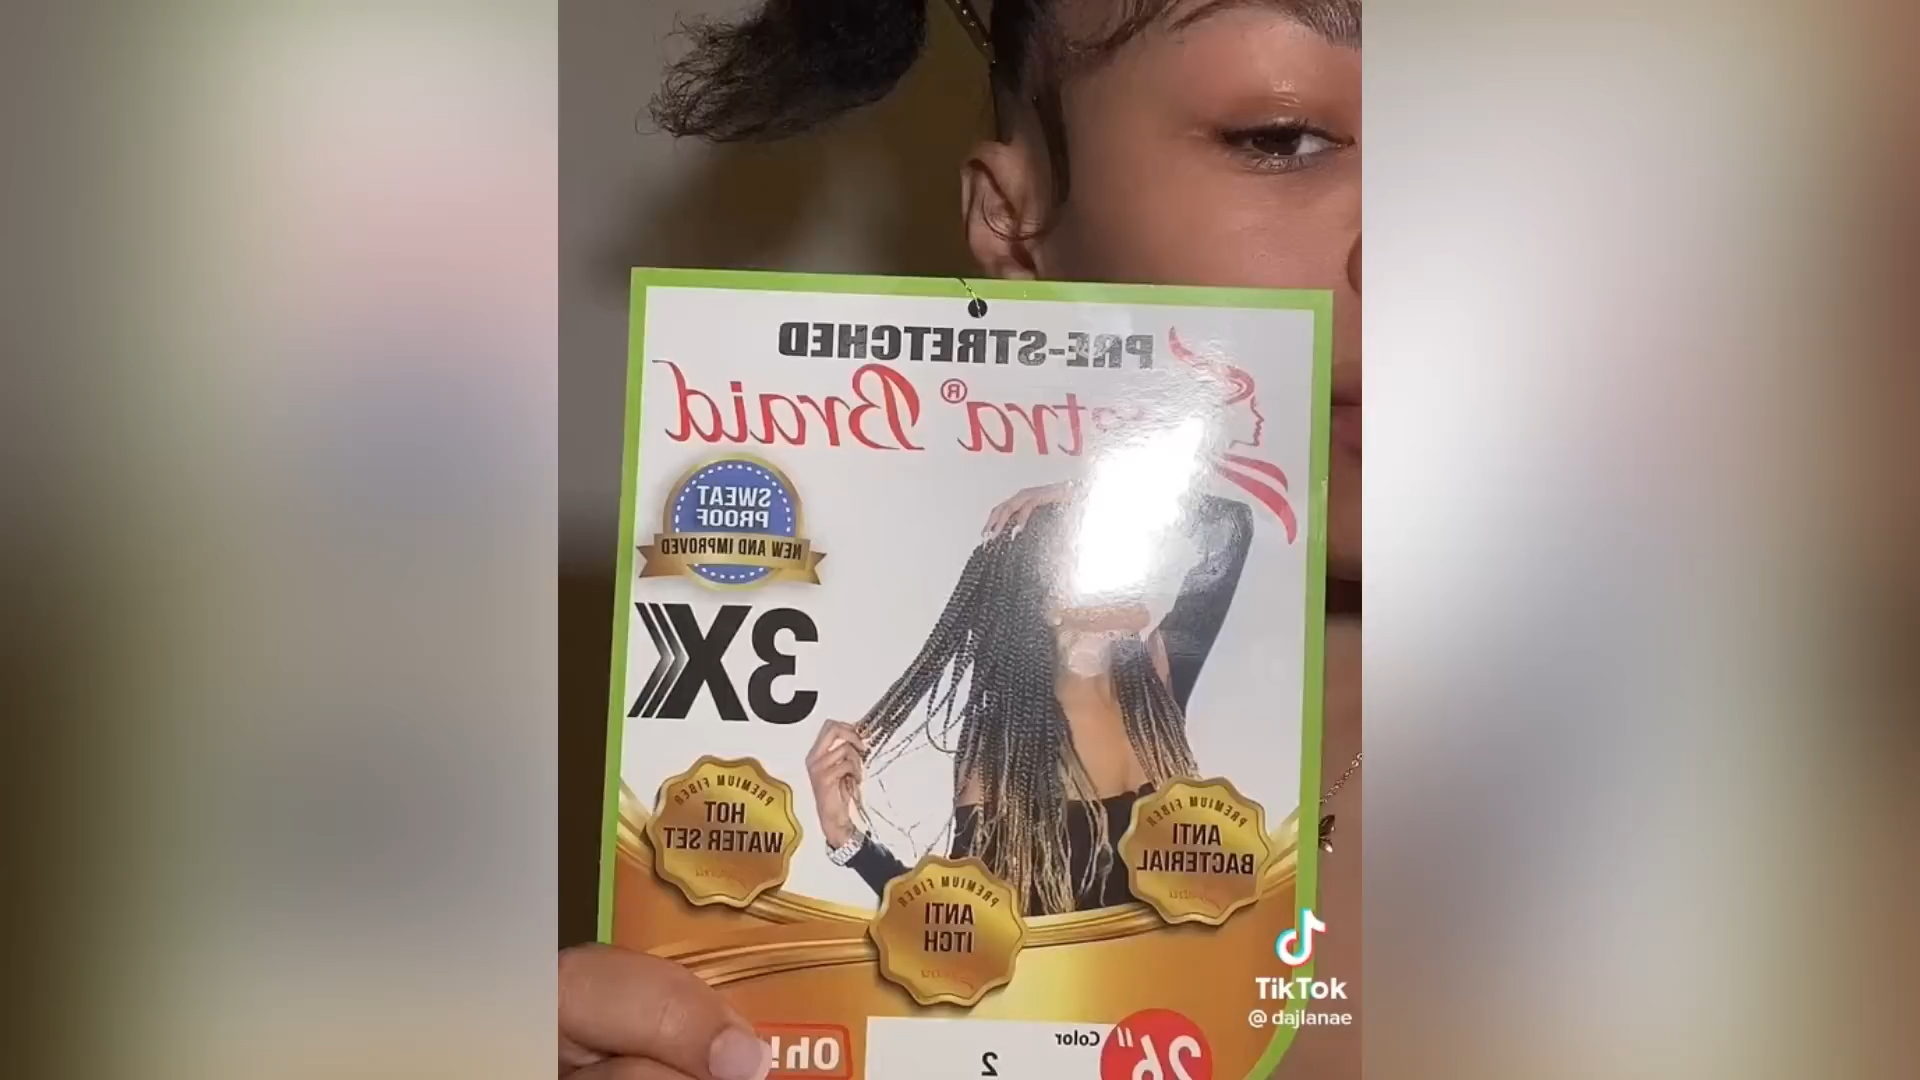 PRE-STRETCHED
Braid
SWEAT
PROOF
NEW AND IMPROVED
3X
PREMIUM FIBER
HOT
WATER SET
PREMIUM FIBER
ANTI
BACTERIAL
PREMIUM FIBER
ANTI
ITCH
26"
Color
2
Oh!
TikTok
@dajlanae